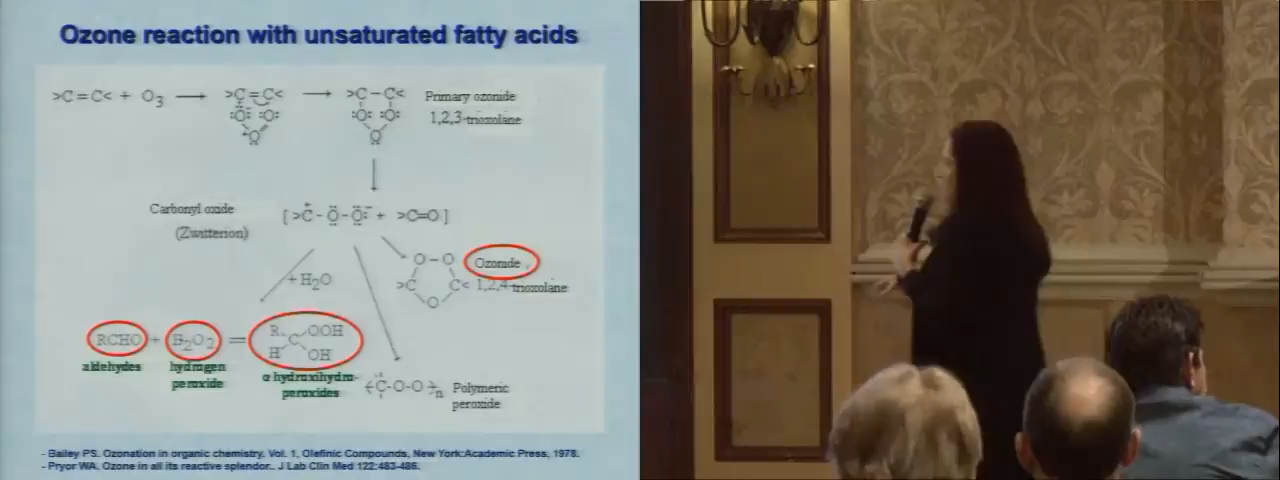 Ozone reaction with unsaturated fatty acids
>C=C< + O3 → >C=C< → >C-C< Primary ozonide
1,2,3-trioxolane
Carbonyl oxide
(Zwitterion)
[ >C-O-O + >C=O ]
+H2O
O-O Ozonide
>C C< 1,2,4-trioxolane
O
RCHO + H2O2 = R C OOH
H OH
aldehydes hydrogen peroxide
α hydroxihydro-peroxides
(C-O-O)n Polymeric peroxide
- Bailey PS. Ozonation in organic chemistry. Vol. 1, Olefinic Compounds, New York:Academic Press, 1978.
- Pryor WA. Ozone in all its reactive splendor.. J Lab Clin Med 122:483-486.